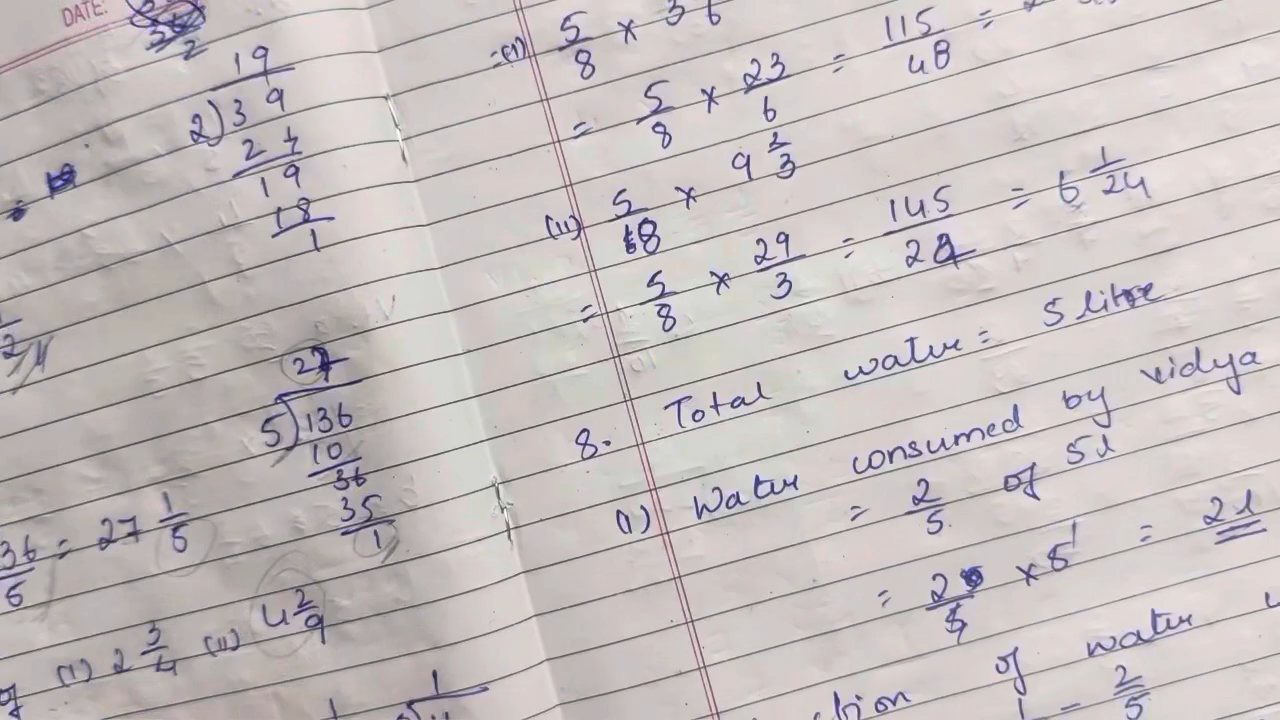 DATE:
19
2)39
2
19
18
1
27
5)136
10
36
35
1
= 27 1/5
(i) 2 3/4 (ii) 4 2/9
1
(i) 5/8 ×
= 5/8 × 23/6 = 115/48 =
(ii) 5/8 × 9 2/3
= 5/8 × 29/3 = 145/24 = 6 1/24
8. Total water = 5 litre
(i) Water consumed by vidya
= 2/5 of 5l
= 2/5 × 5 1 = 2l
of water
1 - 2/5